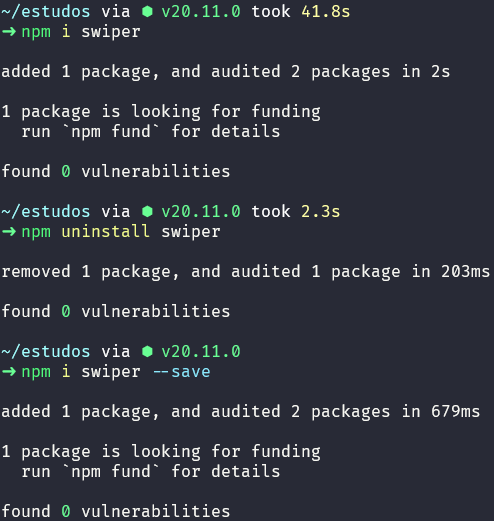 ~/estudos via ⬢ v20.11.0 took 41.8s
➜ npm i swiper
added 1 package, and audited 2 packages in 2s
1 package is looking for funding
  run `npm fund` for details
found 0 vulnerabilities
~/estudos via ⬢ v20.11.0 took 2.3s
➜ npm uninstall swiper
removed 1 package, and audited 1 package in 203ms
found 0 vulnerabilities
~/estudos via ⬢ v20.11.0
➜ npm i swiper --save
added 1 package, and audited 2 packages in 679ms
1 package is looking for funding
  run `npm fund` for details
found 0 vulnerabilities